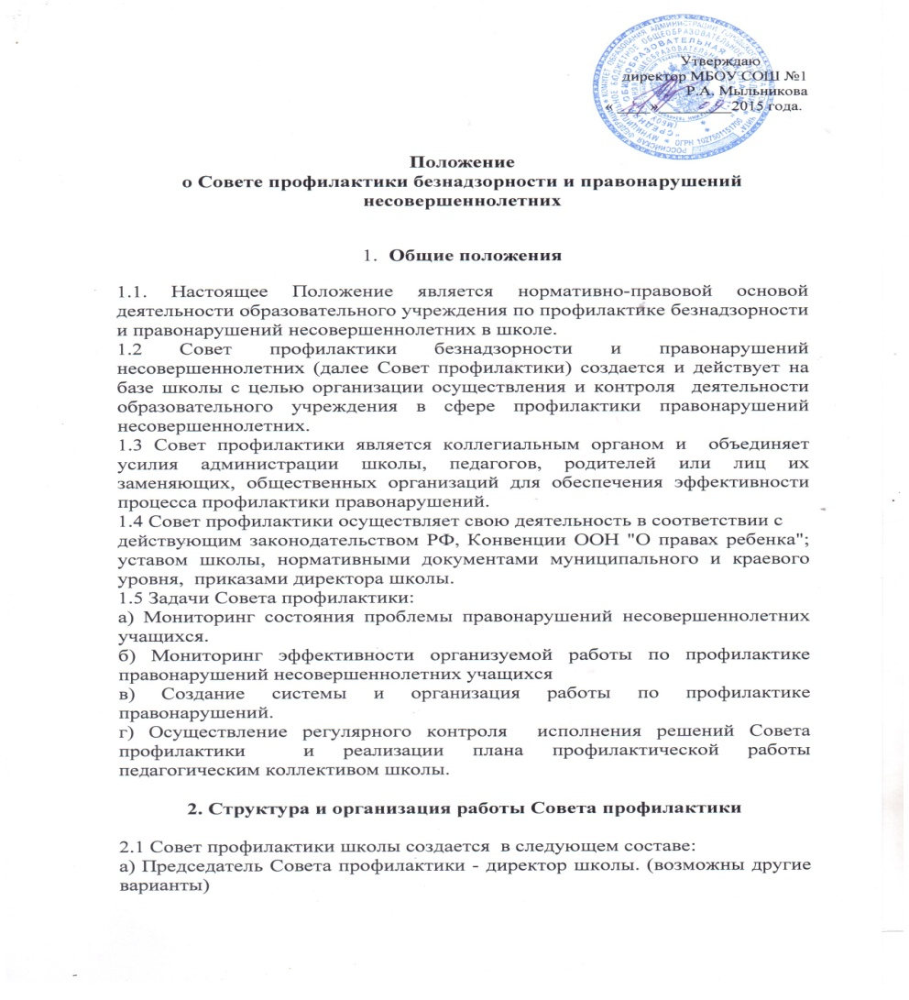 Утверждаю
директор МБОУ СОШ №1
Р.А. Мыльникова
« » 2015 года.
Положение
о Совете профилактики безнадзорности и правонарушений
несовершеннолетних
1. Общие положения
1.1. Настоящее Положение является нормативно-правовой основой
деятельности образовательного учреждения по профилактике безнадзорности
и правонарушений несовершеннолетних в школе.
1.2 Совет профилактики безнадзорности и правонарушений
несовершеннолетних (далее Совет профилактики) создается и действует на
базе школы с целью организации осуществления и контроля деятельности
образовательного учреждения в сфере профилактики правонарушений
несовершеннолетних.
1.3 Совет профилактики является коллегиальным органом и объединяет
усилия администрации школы, педагогов, родителей или лиц их
заменяющих, общественных организаций для обеспечения эффективности
процесса профилактики правонарушений.
1.4 Совет профилактики осуществляет свою деятельность в соответствии с
действующим законодательством РФ, Конвенции ООН "О правах ребенка";
уставом школы, нормативными документами муниципального и краевого
уровня, приказами директора школы.
1.5 Задачи Совета профилактики:
а) Мониторинг состояния проблемы правонарушений несовершеннолетних
учащихся.
б) Мониторинг эффективности организуемой работы по профилактике
правонарушений несовершеннолетних учащихся
в) Создание системы и организация работы по профилактике
правонарушений.
г) Осуществление регулярного контроля исполнения решений Совета
профилактики и реализации плана профилактической работы
педагогическим коллективом школы.
2. Структура и организация работы Совета профилактики
2.1 Совет профилактики школы создается в следующем составе:
а) Председатель Совета профилактики - директор школы. (возможны другие
варианты)